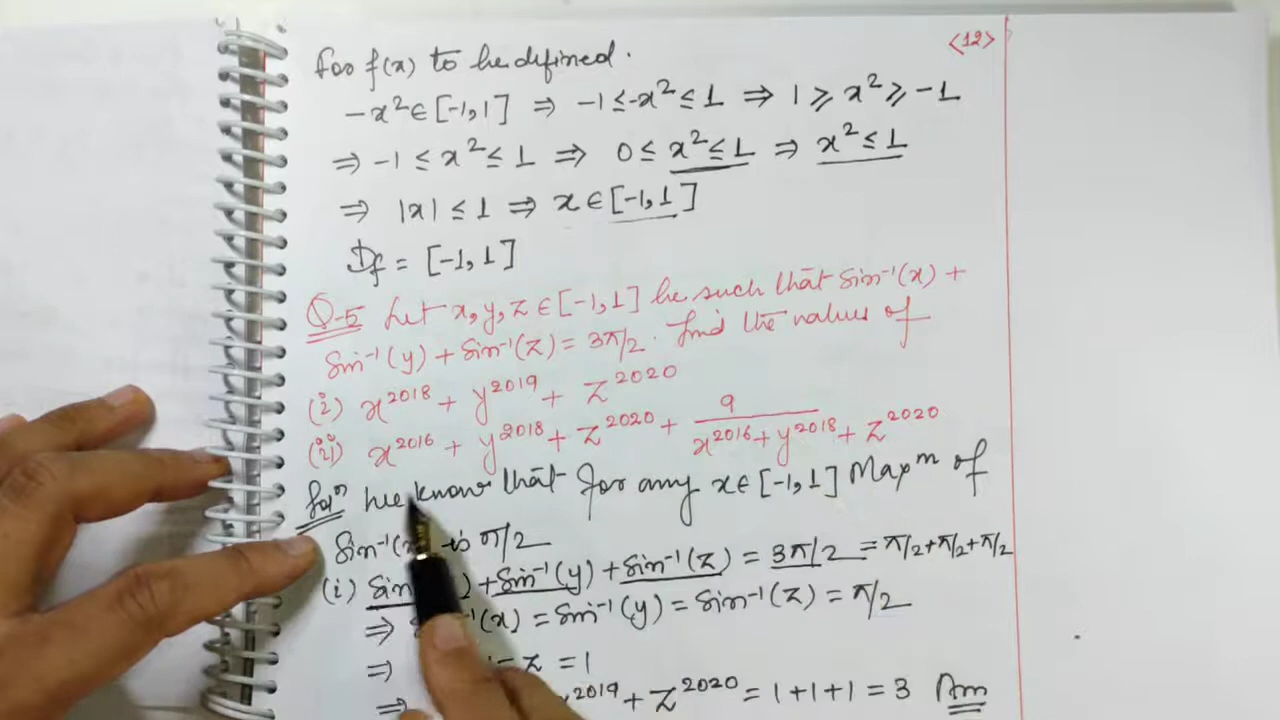 <12>
For f(x) to be defined.
-x²∈[-1,1] ⇒ -1≤-x²≤1 ⇒ 1≥x²≥-1
⇒ -1≤x²≤1 ⇒ 0≤x²≤1 ⇒ x²≤1
⇒ |x|≤1 ⇒ x∈[-1,1]
Df = [-1,1]
Q-5 Let x,y,z∈[-1,1] be such that Sin⁻¹(x)+
Sin⁻¹(y)+Sin⁻¹(z)=3π/2. find the values of
(i) x²⁰¹⁸ + y²⁰¹⁹ + z²⁰²⁰
(ii) x²⁰¹⁶ + y²⁰¹⁸ + z²⁰²⁰ + 9/(x²⁰¹⁶+y²⁰¹⁸+z²⁰²⁰)
Solⁿ we know that for any x∈[-1,1] Maxᵐ of
Sin⁻¹( is π/2
(i) Sin +Sin⁻¹(y)+Sin⁻¹(z) = 3π/2 = π/2+π/2+π/2
⇒ ⁻¹(x) = Sin⁻¹(y) = Sin⁻¹(z) = π/2
⇒ z = 1
⇒ ²⁰¹⁹ + z²⁰²⁰ = 1+1+1 = 3 Ans